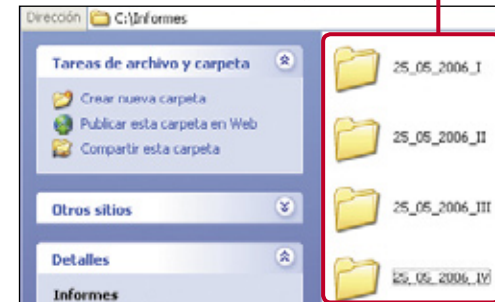 Dirección C:\Informes
Tareas de archivo y carpeta
Crear nueva carpeta
Publicar esta carpeta en Web
Compartir esta carpeta
Otros sitios
Detalles
Informes
25_05_2006_I
25_05_2006_II
25_05_2006_III
25_05_2006_IV